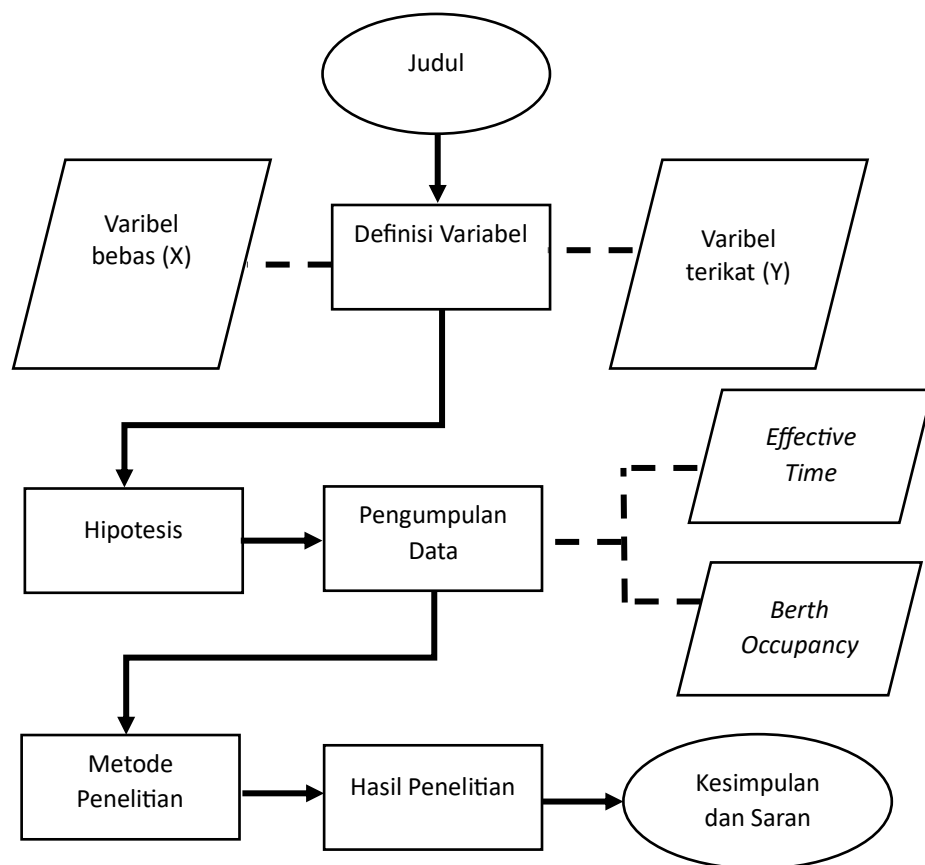 Judul
Varibel
bebas (X)
Definisi Variabel
Varibel
terikat (Y)
Effective
Time
Hipotesis
Pengumpulan
Data
Berth
Occupancy
Metode
Penelitian
Hasil Penelitian
Kesimpulan
dan Saran